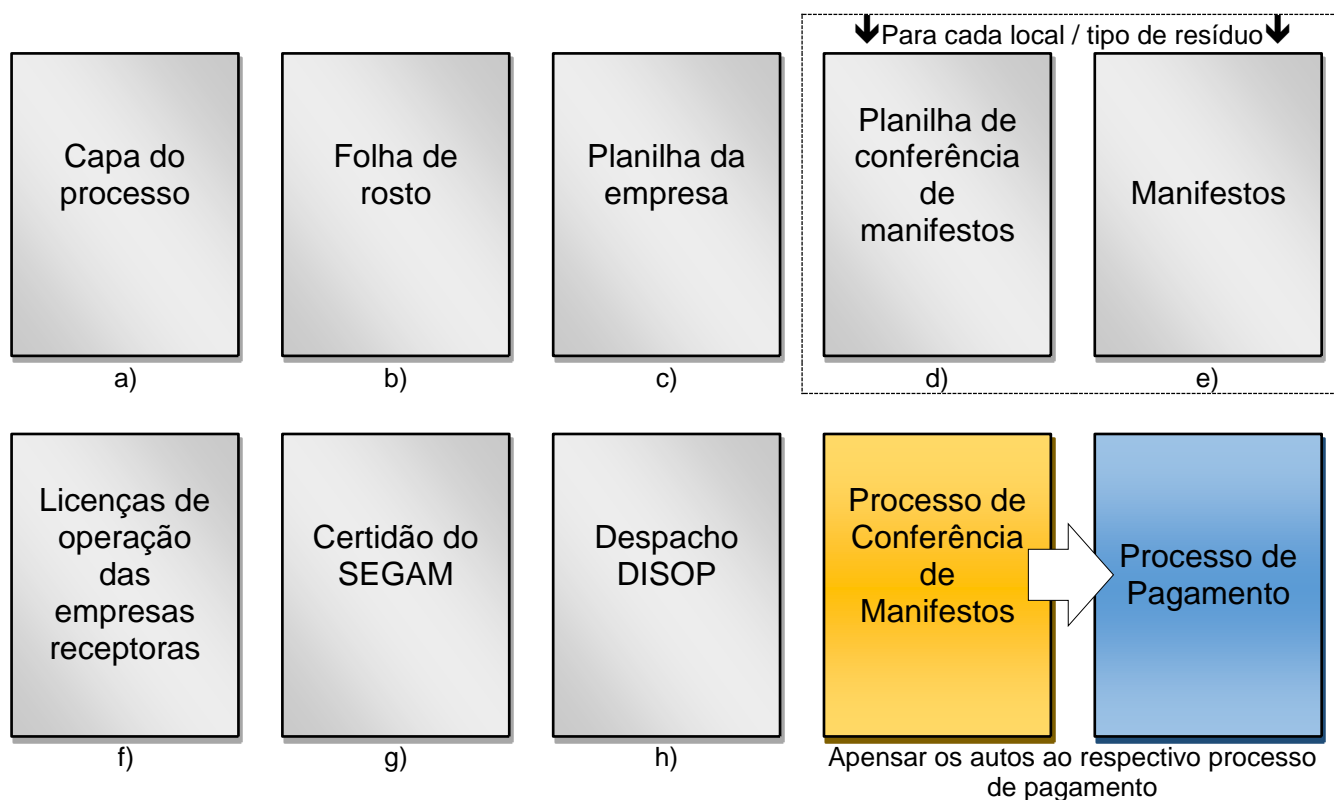 🡻Para cada local / tipo de resíduo🡻
Capa do
processo
a)
Folha de
rosto
b)
Planilha da
empresa
c)
Planilha de
conferência
de
manifestos
d)
Manifestos
e)
Licenças de
operação
das
empresas
receptoras
f)
Certidão do
SEGAM
g)
Despacho
DISOP
h)
Processo de
Conferência
de
Manifestos
Processo de
Pagamento
Apensar os autos ao respectivo processo
de pagamento